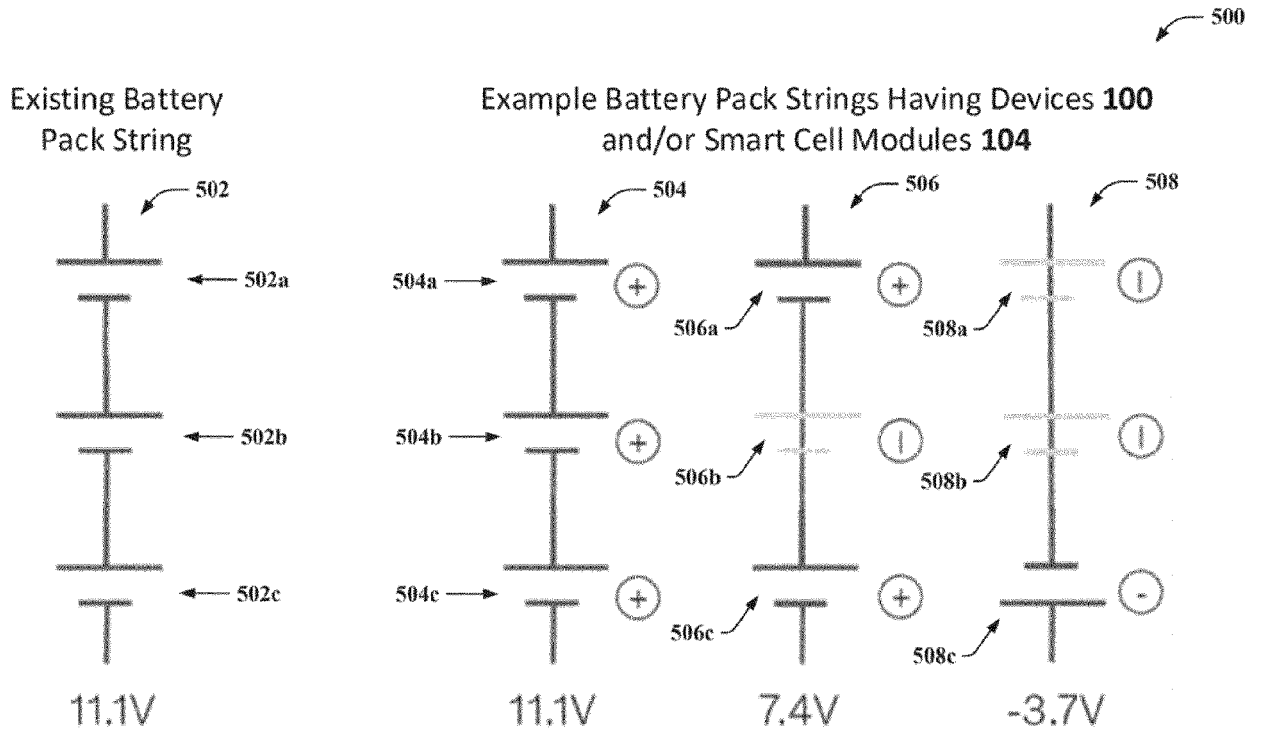 500
Existing Battery
Pack String
Example Battery Pack Strings Having Devices 100
and/or Smart Cell Modules 104
502
504
506
508
502a
504a
+
506a
+
508a
|
502b
504b
+
506b
|
508b
|
502c
504c
+
506c
+
508c
-
11.1V
11.1V
7.4V
-3.7V